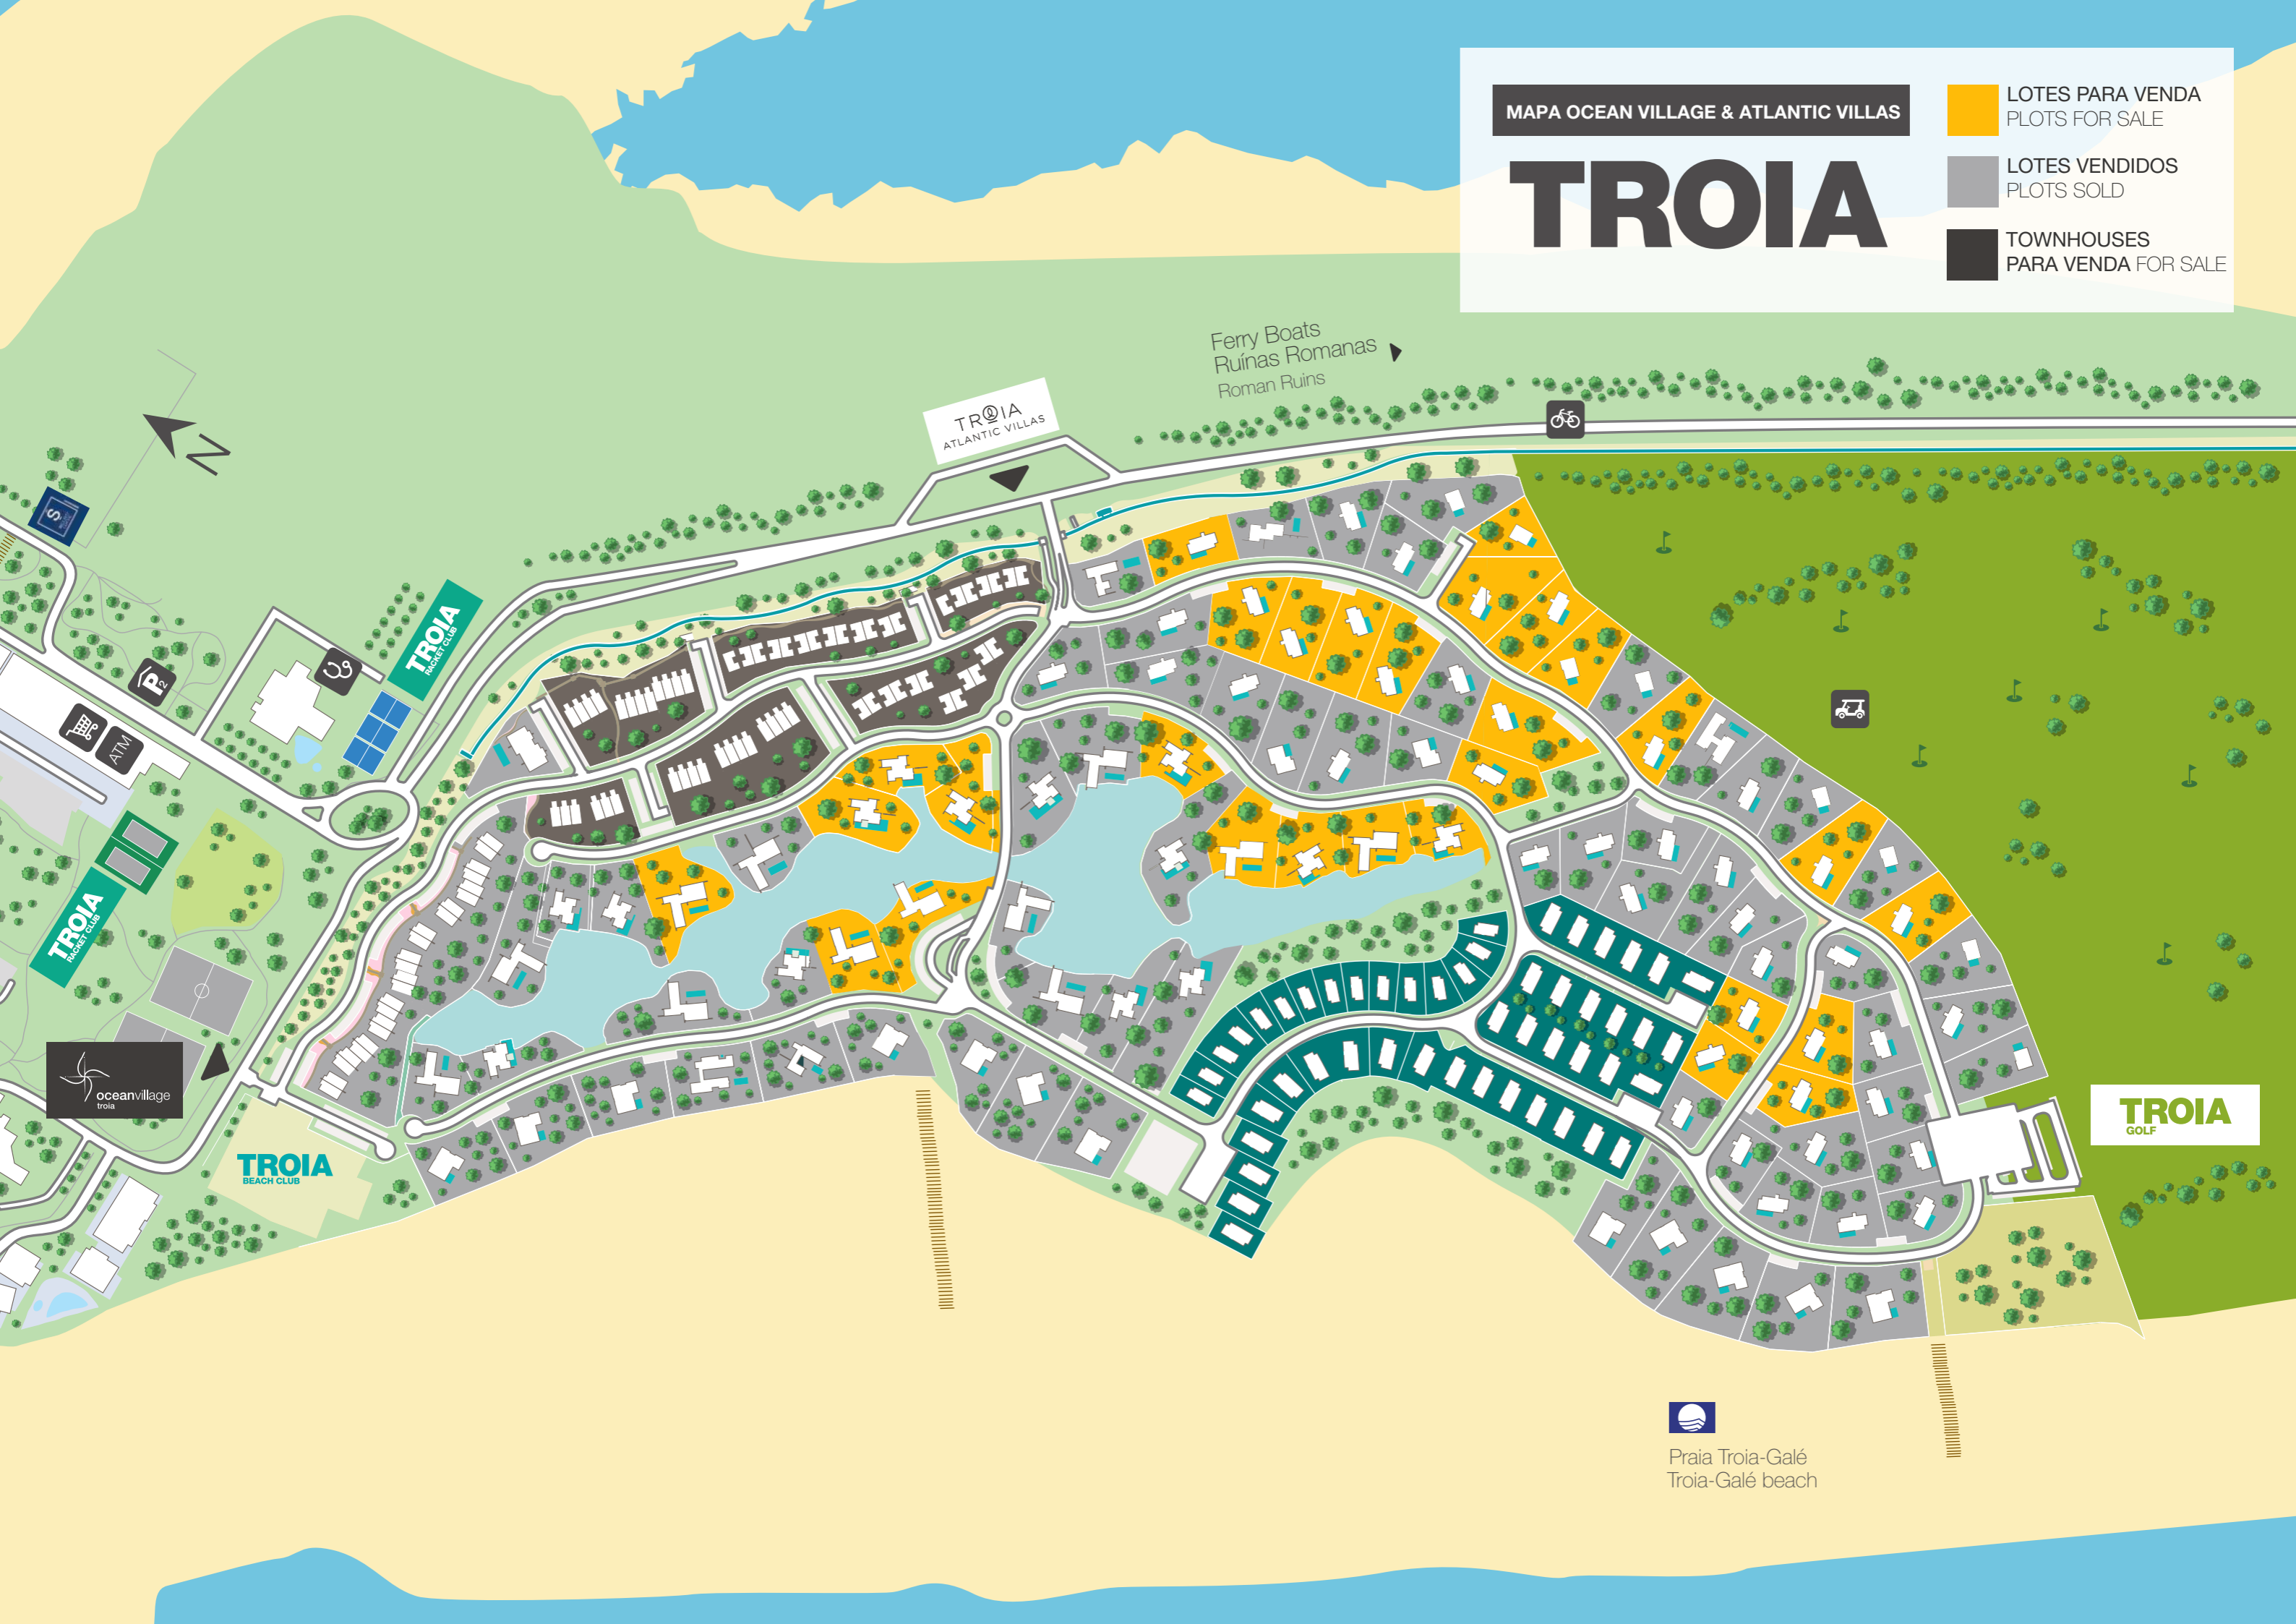 MAPA OCEAN VILLAGE & ATLANTIC VILLAS
TROIA
LOTES PARA VENDA
PLOTS FOR SALE
LOTES VENDIDOS
PLOTS SOLD
TOWNHOUSES
PARA VENDA FOR SALE
Ferry Boats
Ruínas Romanas
Roman Ruins
TROIA
ATLANTIC VILLAS
N
S
TROIA
RACKET CLUB
P2
ATM
TROIA
RACKET CLUB
oceanvillage
troia
TROIA
BEACH CLUB
TROIA
GOLF
Praia Troia-Galé
Troia-Galé beach